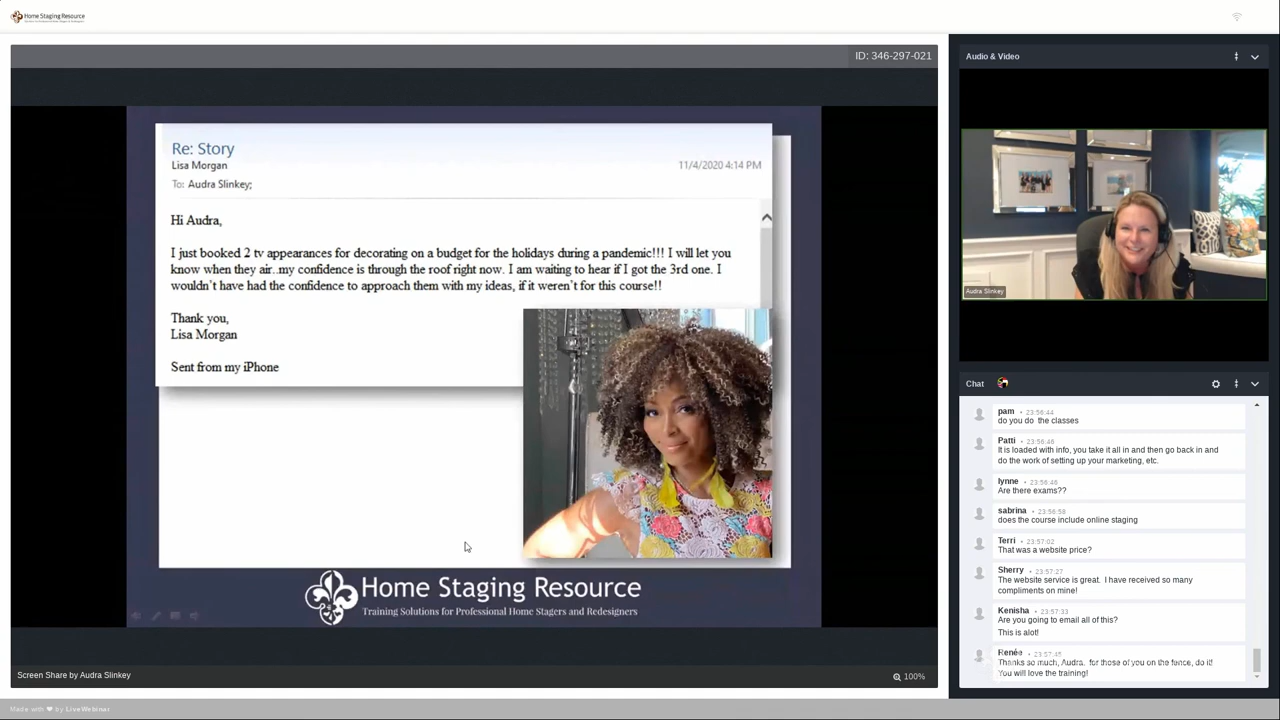 Home Staging Resource
ID: 346-297-021
Re: Story
Lisa Morgan
11/4/2020 4:14 PM
To: Audra Slinkey;
Hi Audra,
I just booked 2 tv appearances for decorating on a budget for the holidays during a pandemic!!! I will let you
know when they air..my confidence is through the roof right now. I am waiting to hear if I got the 3rd one. I
wouldn't have had the confidence to approach them with my ideas, if it weren't for this course!!
Thank you,
Lisa Morgan
Sent from my iPhone
Home Staging Resource
Training Solutions for Professional Home Stagers and Redesigners
Screen Share by Audra Slinkey
100%
Audio & Video
Audra Slinkey
Chat
pam • 23:56:44
do you do the classes
Patti • 23:56:46
It is loaded with info, you take it all in and then go back in and
do the work of setting up your marketing, etc.
lynne • 23:56:46
Are there exams??
sabrina • 23:56:58
does the course include online staging
Terri • 23:57:02
That was a website price?
Sherry • 23:57:27
The website service is great. I have received so many
compliments on mine!
Kenisha • 23:57:33
Are you going to email all of this?
This is alot!
Renée • 23:57:45
Thanks so much, Audra. for those of you on the fence, do it!
You will love the training!
Made with ❤ by LiveWebinar